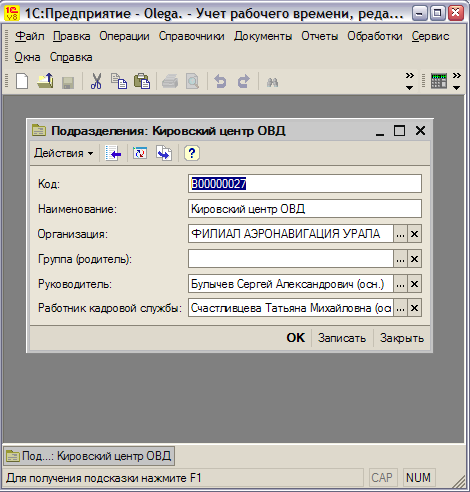 1С:Предприятие - Olega. - Учет рабочего времени, реда...
Файл Правка Операции Справочники Документы Отчеты Обработки Сервис
Окна Справка
Подразделения: Кировский центр ОВД
Действия
Код: В00000027
Наименование: Кировский центр ОВД
Организация: ФИЛИАЛ АЭРОНАВИГАЦИЯ УРАЛА ...
Группа (родитель): ...
Руководитель: Булычев Сергей Александрович (осн.) ...
Работник кадровой службы: Счастливцева Татьяна Михайловна (осн ...
OK Записать Закрыть
Под...: Кировский центр ОВД
Для получения подсказки нажмите F1 CAP NUM